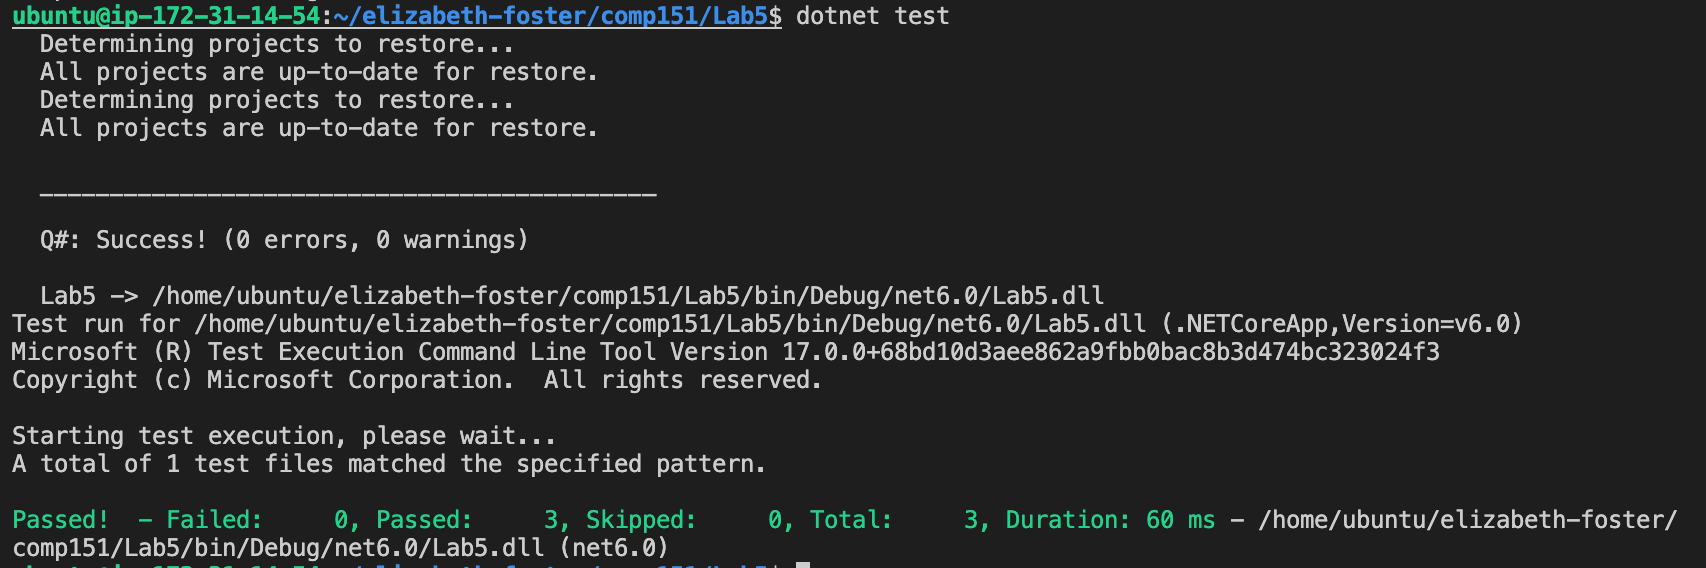 ubuntu@ip-172-31-14-54:~/elizabeth-foster/comp151/Lab5$ dotnet test
  Determining projects to restore...
  All projects are up-to-date for restore.
  Determining projects to restore...
  All projects are up-to-date for restore.
  ____________________________________________
  Q#: Success! (0 errors, 0 warnings)
  Lab5 -> /home/ubuntu/elizabeth-foster/comp151/Lab5/bin/Debug/net6.0/Lab5.dll
Test run for /home/ubuntu/elizabeth-foster/comp151/Lab5/bin/Debug/net6.0/Lab5.dll (.NETCoreApp,Version=v6.0)
Microsoft (R) Test Execution Command Line Tool Version 17.0.0+68bd10d3aee862a9fbb0bac8b3d474bc323024f3
Copyright (c) Microsoft Corporation.  All rights reserved.
Starting test execution, please wait...
A total of 1 test files matched the specified pattern.
Passed!  - Failed:     0, Passed:     3, Skipped:     0, Total:     3, Duration: 60 ms - /home/ubuntu/elizabeth-foster/
comp151/Lab5/bin/Debug/net6.0/Lab5.dll (net6.0)